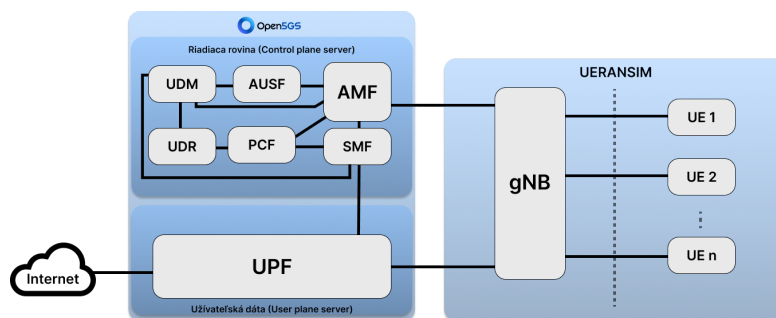 Open5GS
Riadiaca rovina (Control plane server)
UDM
AUSF
AMF
UDR
PCF
SMF
UPF
Užívateľská dáta (User plane server)
Internet
UERANSIM
gNB
UE 1
UE 2
UE n